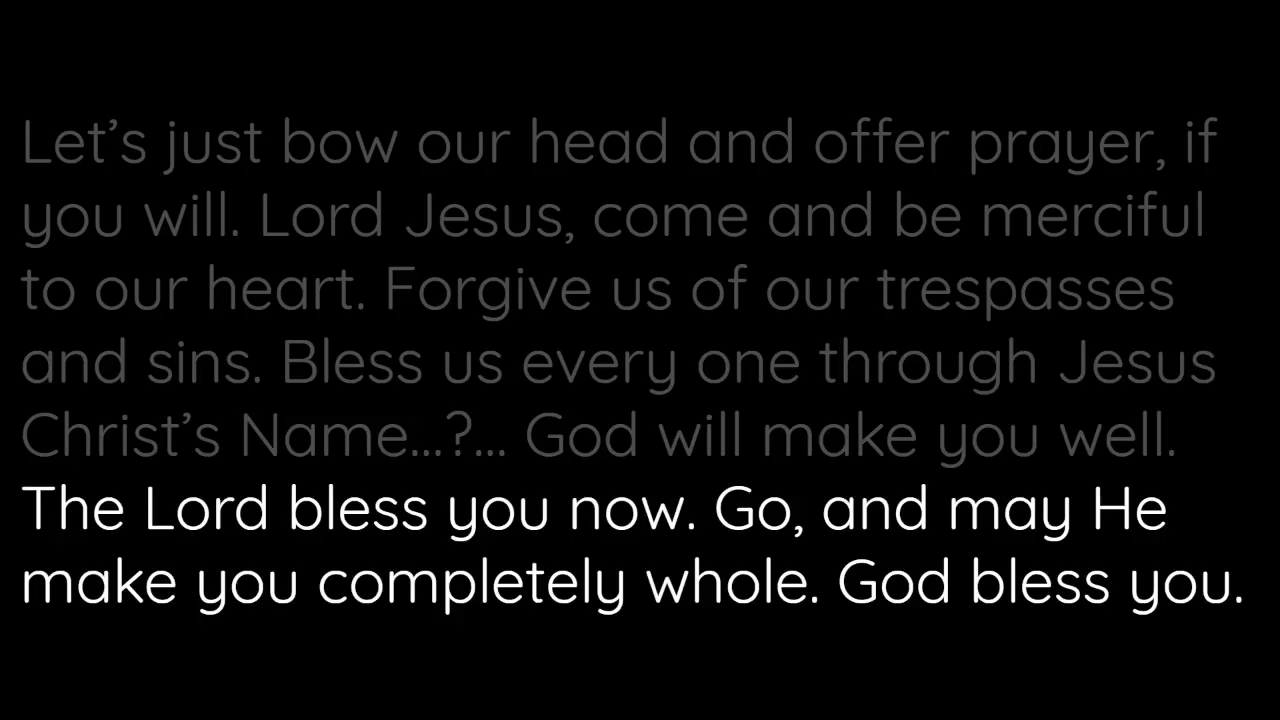 Let’s just bow our head and offer prayer, if
you will. Lord Jesus, come and be merciful
to our heart. Forgive us of our trespasses
and sins. Bless us every one through Jesus
Christ’s Name...?... God will make you well.
The Lord bless you now. Go, and may He
make you completely whole. God bless you.